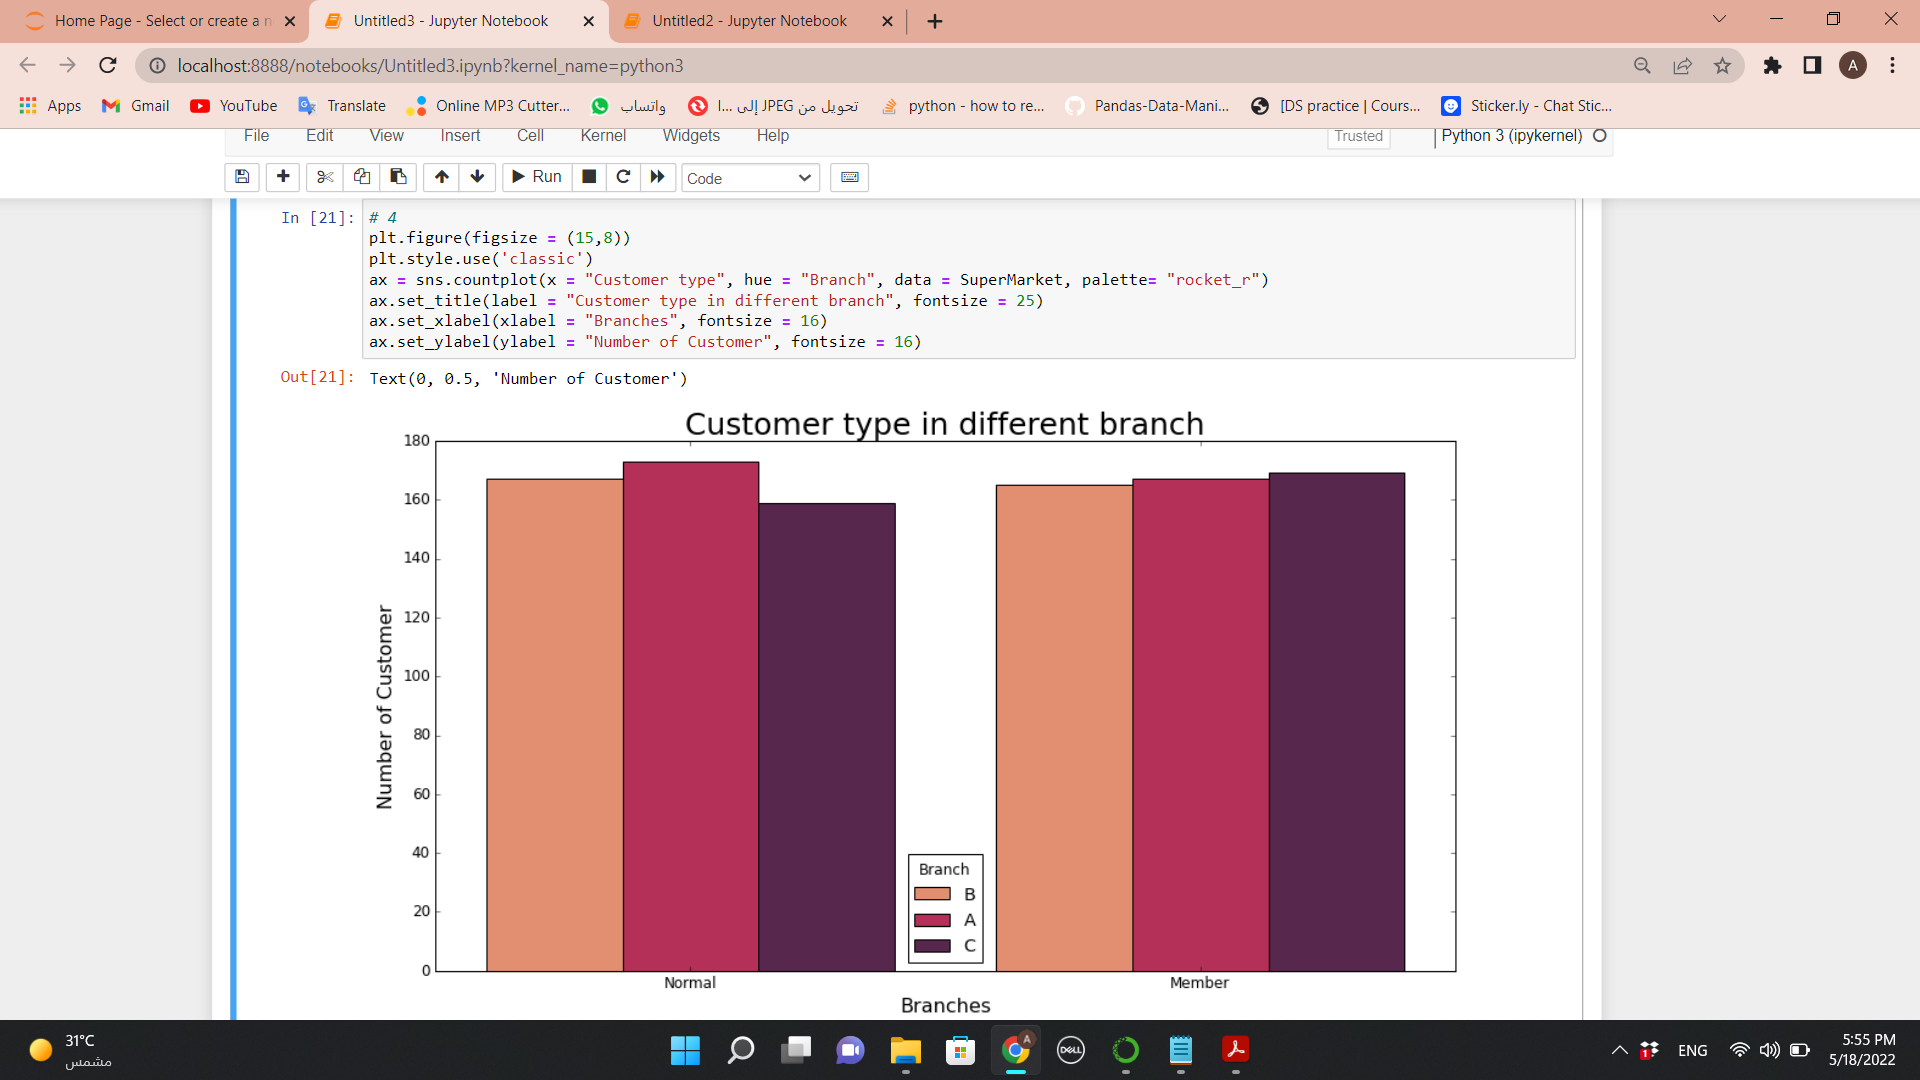 Home Page - Select or create a n
Untitled3 - Jupyter Notebook
Untitled2 - Jupyter Notebook
localhost:8888/notebooks/Untitled3.ipynb?kernel_name=python3
A
Apps
Gmail
YouTube
Translate
Online MP3 Cutter...
واتساب
تحويل من JPEG إلى I...
python - how to re...
Pandas-Data-Mani...
[DS practice | Cours...
Sticker.ly - Chat Stic...
File Edit View Insert Cell Kernel Widgets Help
Trusted
Python 3 (ipykernel)
Run
Code
In [21]:
# 4
plt.figure(figsize = (15,8))
plt.style.use('classic')
ax = sns.countplot(x = "Customer type", hue = "Branch", data = SuperMarket, palette= "rocket_r")
ax.set_title(label = "Customer type in different branch", fontsize = 25)
ax.set_xlabel(xlabel = "Branches", fontsize = 16)
ax.set_ylabel(ylabel = "Number of Customer", fontsize = 16)
Out[21]: Text(0, 0.5, 'Number of Customer')
Customer type in different branch
180
160
140
120
100
80
60
40
20
0
Number of Customer
Branch
B
A
C
Normal
Member
Branches
31°C
مشمس
A
DELL
1
ENG
5:55 PM
5/18/2022